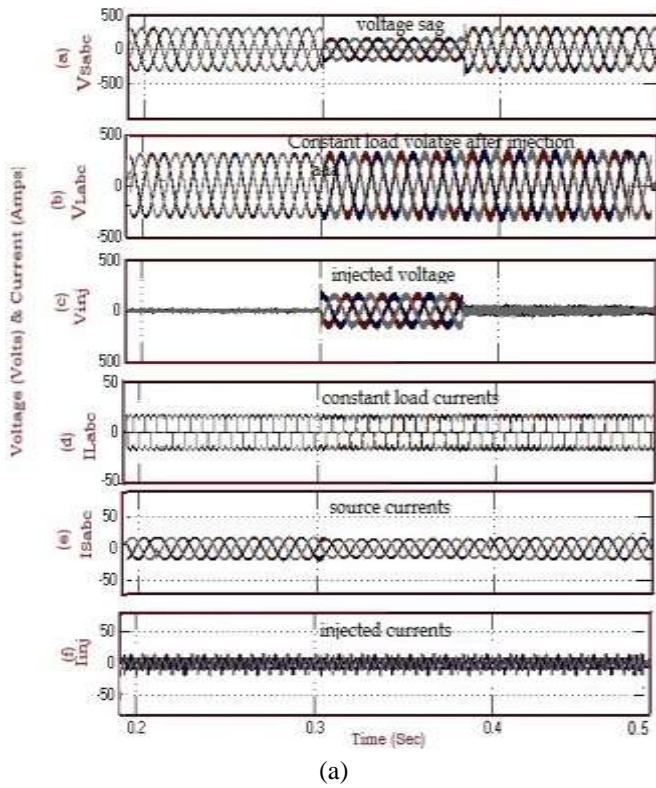 Voltage (Volts) & Current (Amps)
(a) VSabc
500
0
-500
voltage sag
(b) VLabc
500
0
-500
Constant load volatge after injection
(c) Vinj
500
0
500
injected voltage
(d) ILabc
50
0
-50
constant load currents
(e) ISabc
50
0
-50
source currents
(f) Iinj
50
0
-50
injected currents
0.2 0.3 0.4 0.5
Time (Sec)
(a)